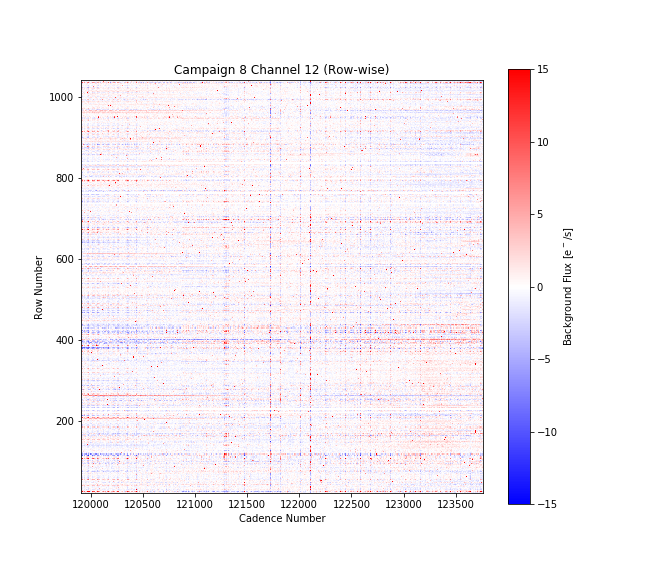 Campaign 8 Channel 12 (Row-wise)
1000
800
600
400
200
Row Number
120000 120500 121000 121500 122000 122500 123000 123500
Cadence Number
15
10
5
0
−5
−10
−15
Background Flux [e⁻/s]